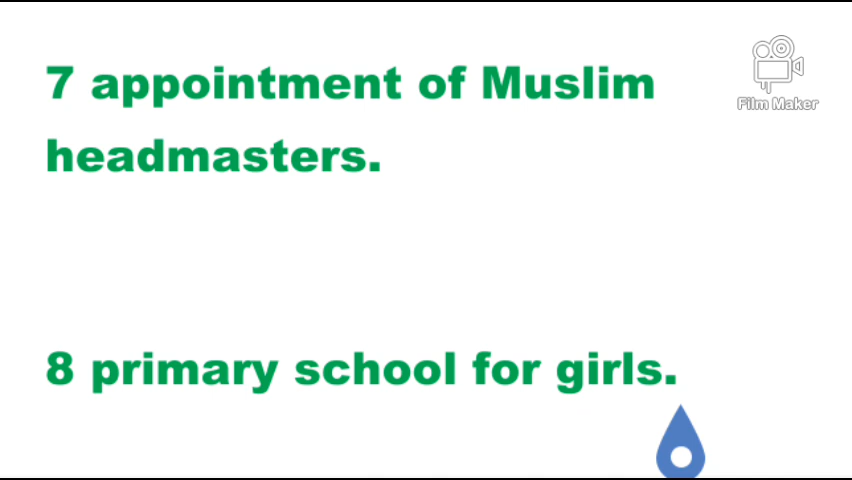 7 appointment of Muslim
Film Maker
headmasters.
8 primary school for girls.